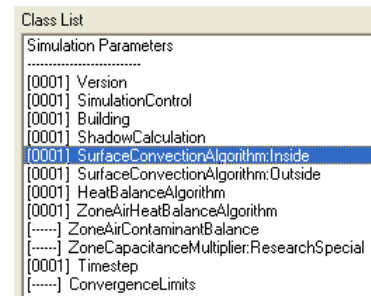 Class List
Simulation Parameters
---------------------------
[0001] Version
[0001] SimulationControl
[0001] Building
[0001] ShadowCalculation
[0001] SurfaceConvectionAlgorithm:Inside
[0001] SurfaceConvectionAlgorithm:Outside
[0001] HeatBalanceAlgorithm
[0001] ZoneAirHeatBalanceAlgorithm
[------] ZoneAirContaminantBalance
[------] ZoneCapacitanceMultiplier:ResearchSpecial
[0001] Timestep
[------] ConvergenceLimits